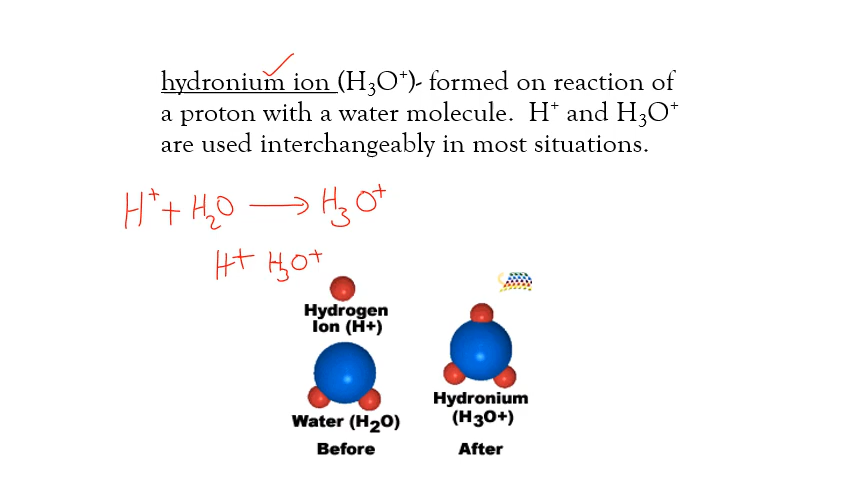 hydronium ion (H₃O⁺)- formed on reaction of
a proton with a water molecule. H⁺ and H₃O⁺
are used interchangeably in most situations.
H⁺ + H₂O ⟶ H₃O⁺
H⁺ H₃O⁺
Hydrogen
Ion (H+)
Water (H₂O)
Before
Hydronium
(H₃O+)
After